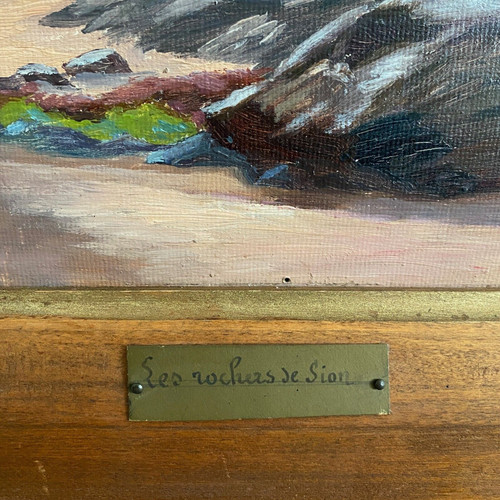 Les rochers de Sion